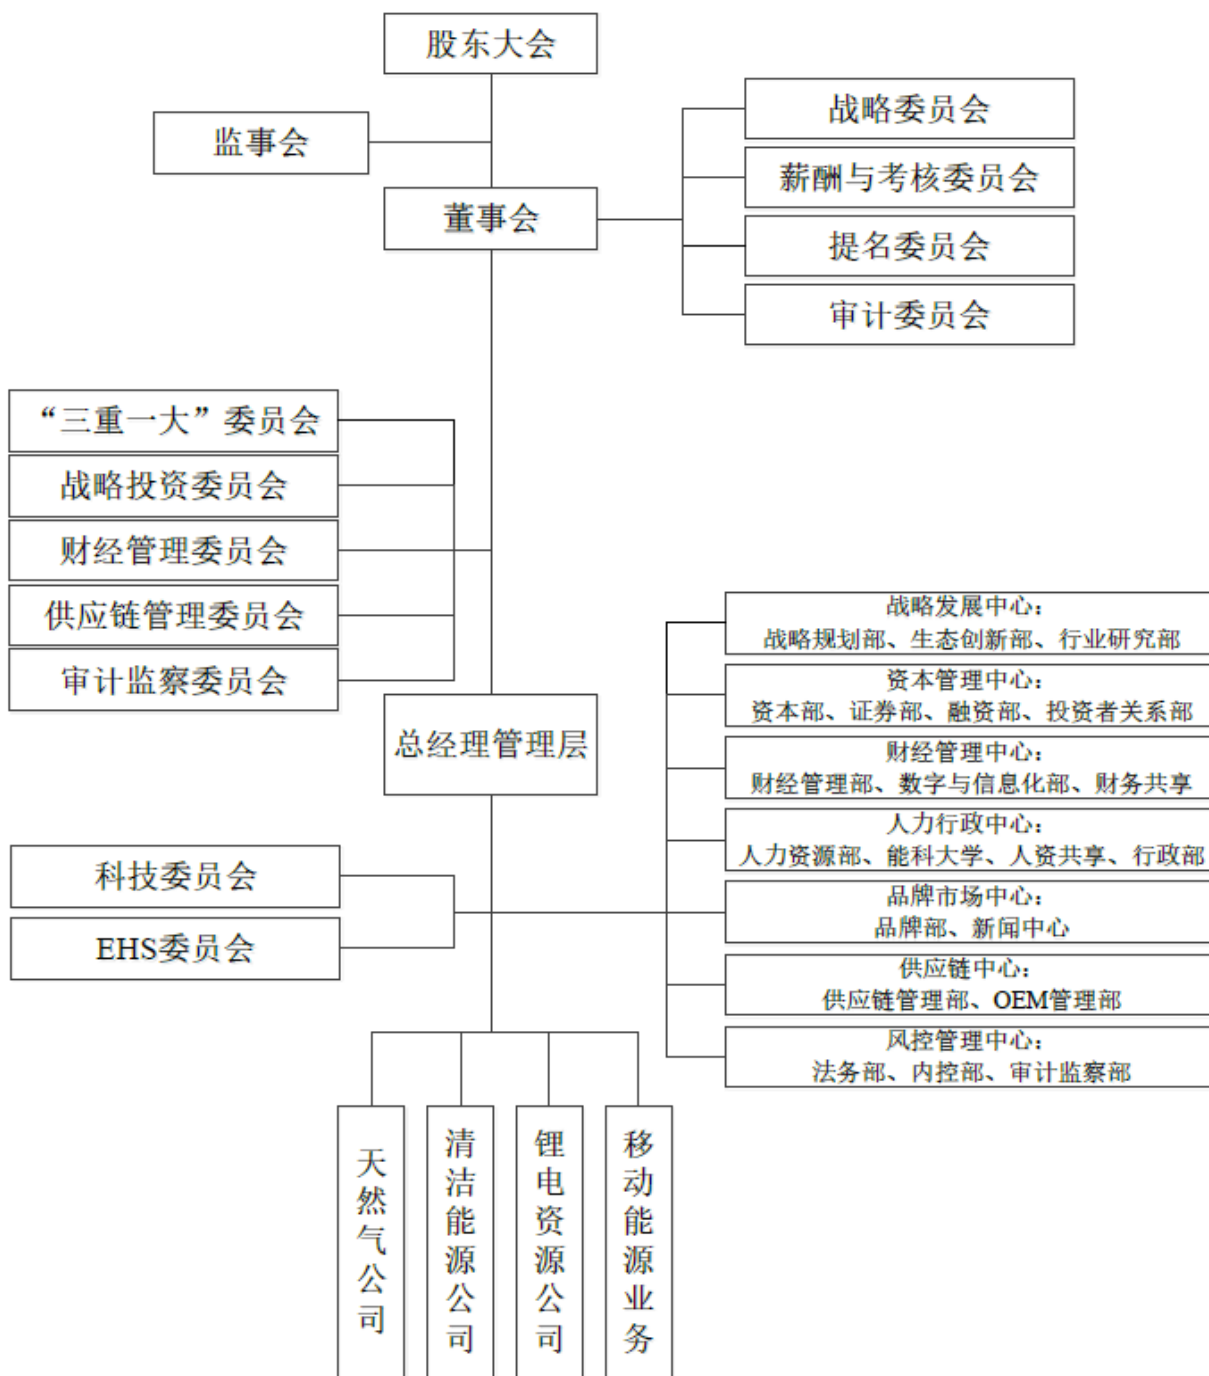 股东大会
监事会
董事会
战略委员会
薪酬与考核委员会
提名委员会
审计委员会
“三重一大”委员会
战略投资委员会
财经管理委员会
供应链管理委员会
审计监察委员会
总经理管理层
战略发展中心：
战略规划部、生态创新部、行业研究部
资本管理中心：
资本部、证券部、融资部、投资者关系部
财经管理中心：
财经管理部、数字与信息化部、财务共享
人力行政中心：
人力资源部、能科大学、人资共享、行政部
品牌市场中心：
品牌部、新闻中心
供应链中心：
供应链管理部、OEM管理部
风控管理中心：
法务部、内控部、审计监察部
科技委员会
EHS委员会
天然气公司
清洁能源公司
锂电资源公司
移动能源业务